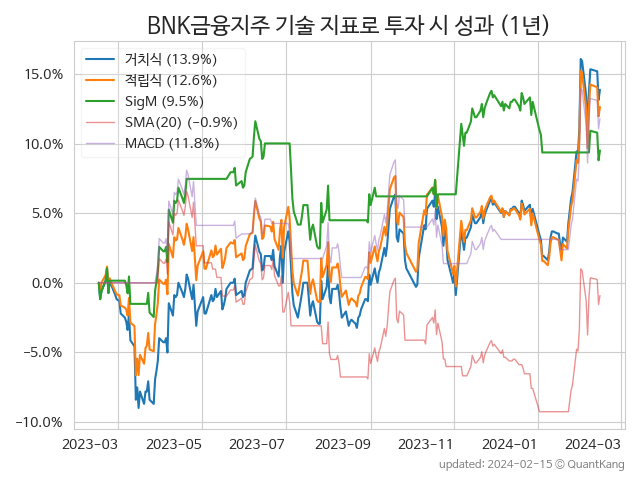 BNK금융지주 기술 지표로 투자 시 성과 (1년)
거치식 (13.9%)
적립식 (12.6%)
SigM (9.5%)
SMA(20) (−0.9%)
MACD (11.8%)
15.0%
10.0%
5.0%
0.0%
−5.0%
−10.0%
2023-03 2023-05 2023-07 2023-09 2023-11 2024-01 2024-03
updated: 2024-02-15 © QuantKang